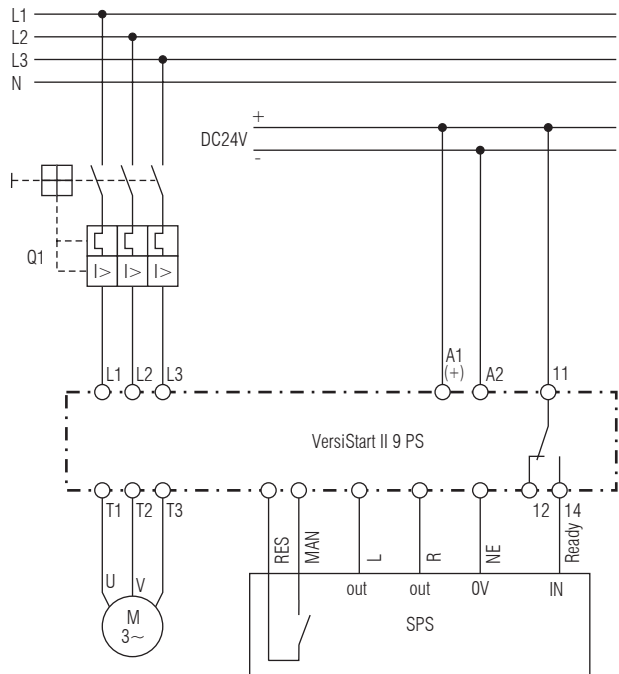 L1
L2
L3
N
+
DC24V
-
Q1
I> I> I>
L1 L2 L3
A1
(+)
A2
11
VersiStart II 9 PS
T1 T2 T3
12 14
RES
MAN
L
R
NE
Ready
U V
M
3~
out out 0V IN
SPS